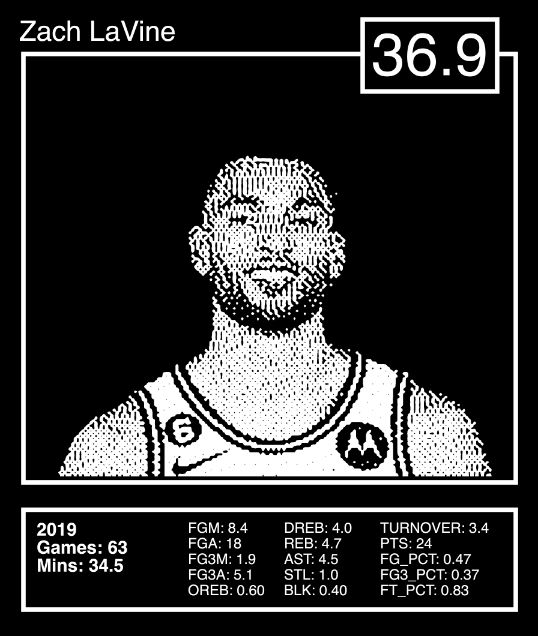 Zach LaVine
36.9
6
2019
Games: 63
Mins: 34.5
FGM: 8.4
FGA: 18
FG3M: 1.9
FG3A: 5.1
OREB: 0.60
DREB: 4.0
REB: 4.7
AST: 4.5
STL: 1.0
BLK: 0.40
TURNOVER: 3.4
PTS: 24
FG_PCT: 0.47
FG3_PCT: 0.37
FT_PCT: 0.83